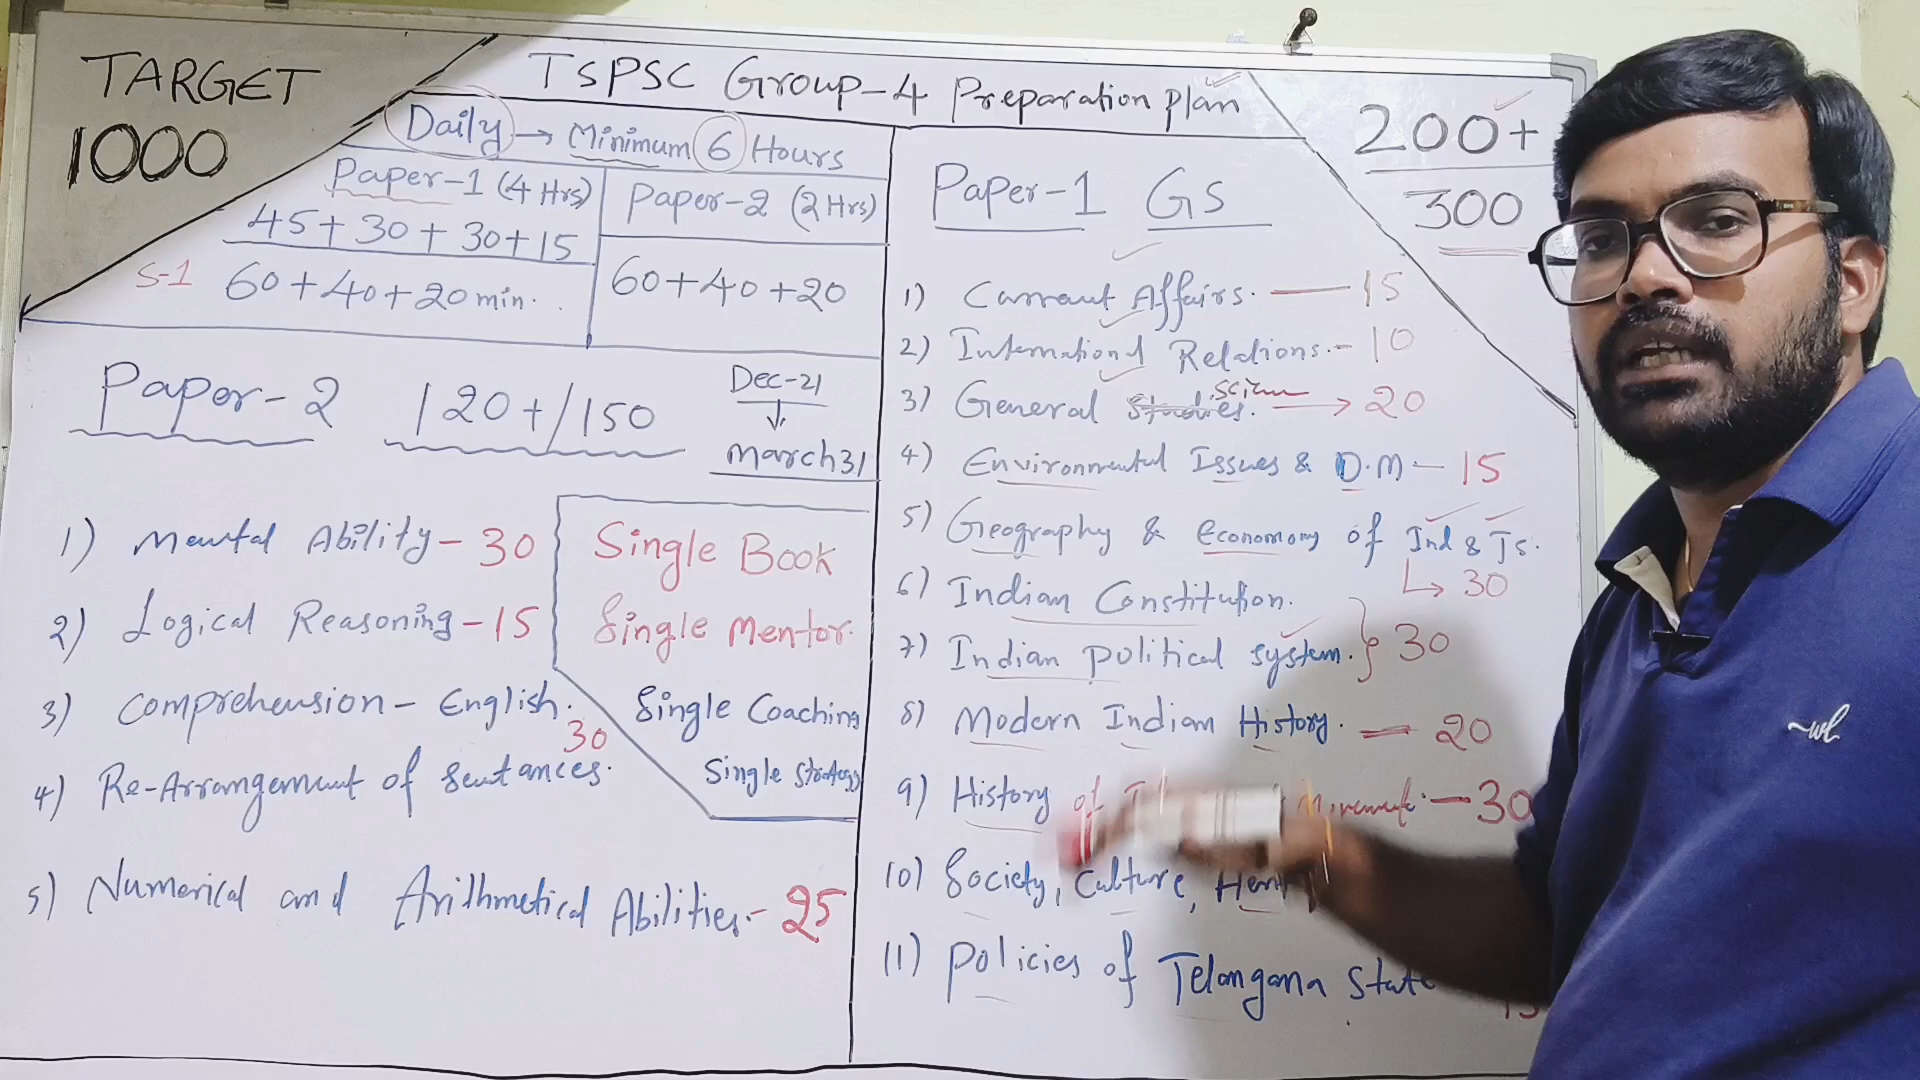 TARGET
1000
TSPSC Group-4 Preparation plan
200+
300
Daily → Minimum 6 Hours
Paper-1 (4 Hrs)
45+30+30+15
S-1 60+40+20 min.
Paper-2 (2 Hrs)
60+40+20
Paper-2 120+/150
Dec-21
↓
March 31
1) Mental Ability - 30
2) Logical Reasoning - 15
3) Comprehension - English.
30
4) Re-Arrangement of Sentances.
5) Numerical and Arithmetical Abilities - 25
Single Book
Single Mentor.
Single Coaching
Single Strategy
Paper-1 GS
1) Currant Affairs. — 15
2) International Relations. - 10
3) General Studies. Scien → 20
4) Environmental Issues & D.M - 15
5) Geography & Economy of Ind & TS.
↳ 30
6) Indian Constitution.
7) Indian political system. } 30
8) Modern Indian History. — 20
9) History of — 30
10) Society, Culture,
11) Policies of Telangana State
15